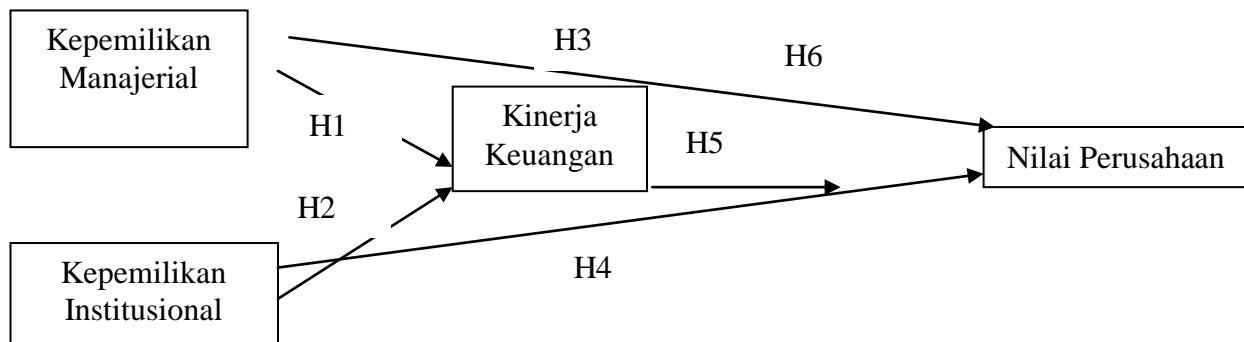 Kepemilikan
Manajerial
H3
H6
H1
Kinerja
Keuangan
H5
Nilai Perusahaan
H2
Kepemilikan
Institusional
H4